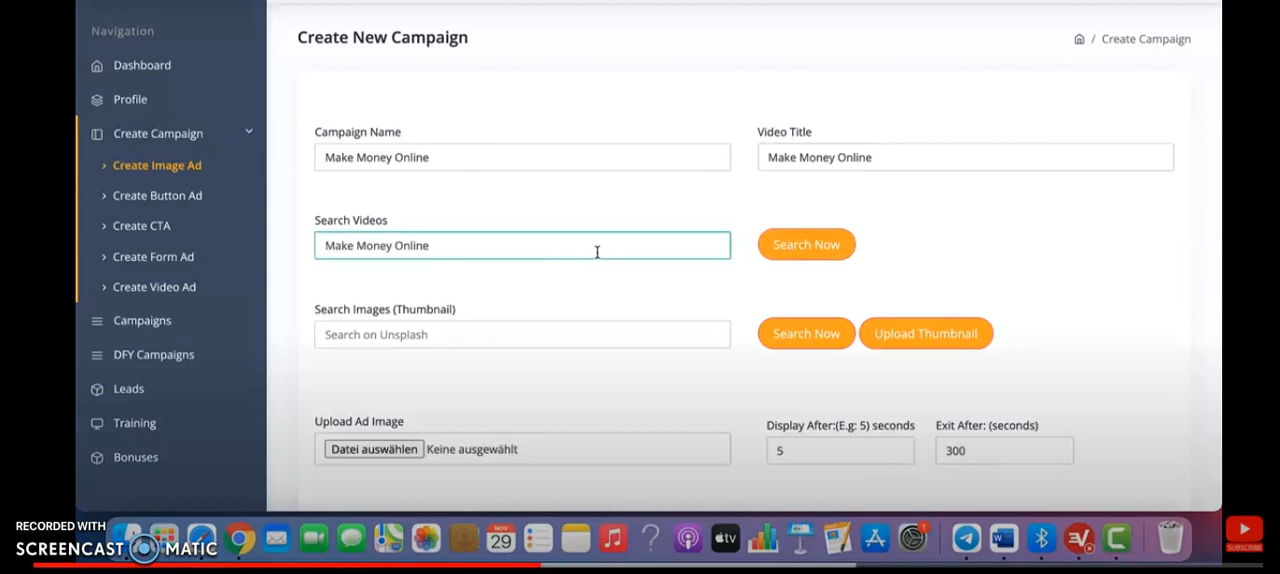 Navigation
Dashboard
Profile
Create Campaign
Create Image Ad
Create Button Ad
Create CTA
Create Form Ad
Create Video Ad
Campaigns
DFY Campaigns
Leads
Training
Bonuses
Create New Campaign
/ Create Campaign
Campaign Name
Make Money Online
Video Title
Make Money Online
Search Videos
Make Money Online
Search Now
Search Images (Thumbnail)
Search on Unsplash
Search Now
Upload Thumbnail
Upload Ad Image
Datei auswählen Keine ausgewählt
Display After:(E.g: 5) seconds
5
Exit After: (seconds)
300
RECORDED WITH
SCREENCAST MATIC
NOV
29
tv
W
1
SUBSCRIBE